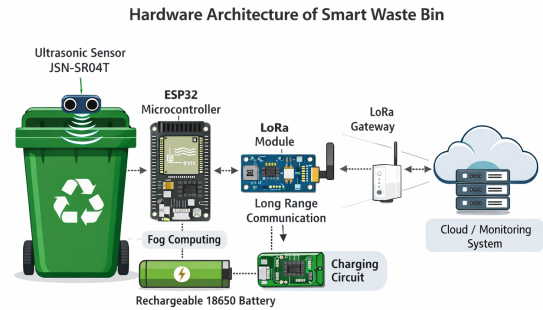 Hardware Architecture of Smart Waste Bin
Ultrasonic Sensor
JSN-SR04T
ESP32
Microcontroller
LoRa
Module
LoRa
Gateway
Long Range
Communication
Fog Computing
Cloud / Monitoring
System
Charging
Circuit
Rechargeable 18650 Battery